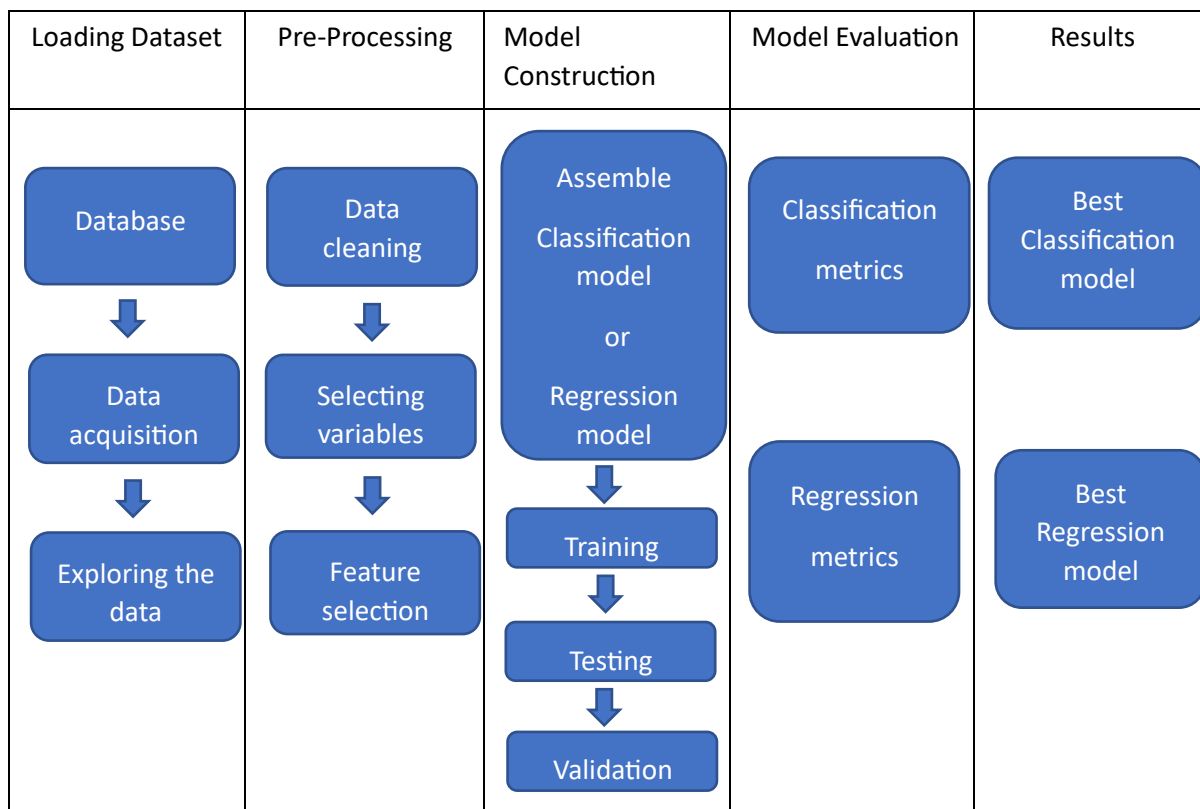 Loading Dataset
Pre-Processing
Model
Construction
Model Evaluation
Results
Database
Data
acquisition
Exploring the
data
Data
cleaning
Selecting
variables
Feature
selection
Assemble
Classification
model
or
Regression
model
Training
Testing
Validation
Classification
metrics
Regression
metrics
Best
Classification
model
Best
Regression
model